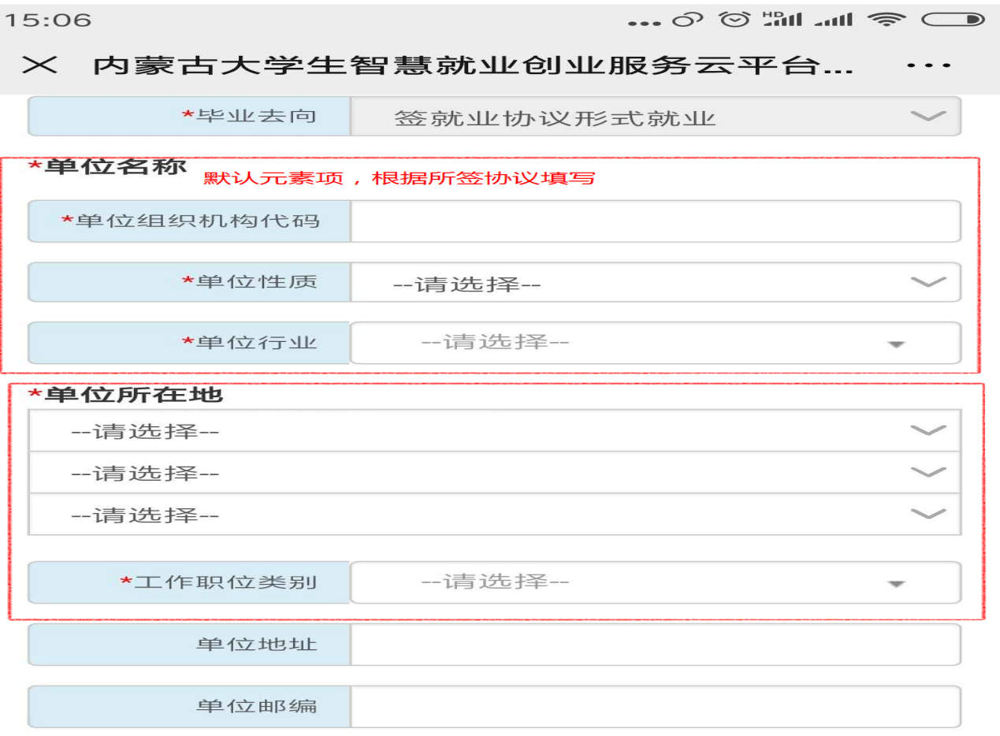 15:06
HD
内蒙古大学生智慧就业创业服务云平台...
*毕业去向 签就业协议形式就业
*单位名称 默认元素项，根据所签协议填写
*单位组织机构代码
*单位性质 --请选择--
*单位行业 --请选择--
*单位所在地
--请选择--
--请选择--
--请选择--
*工作职位类别 --请选择--
单位地址
单位邮编